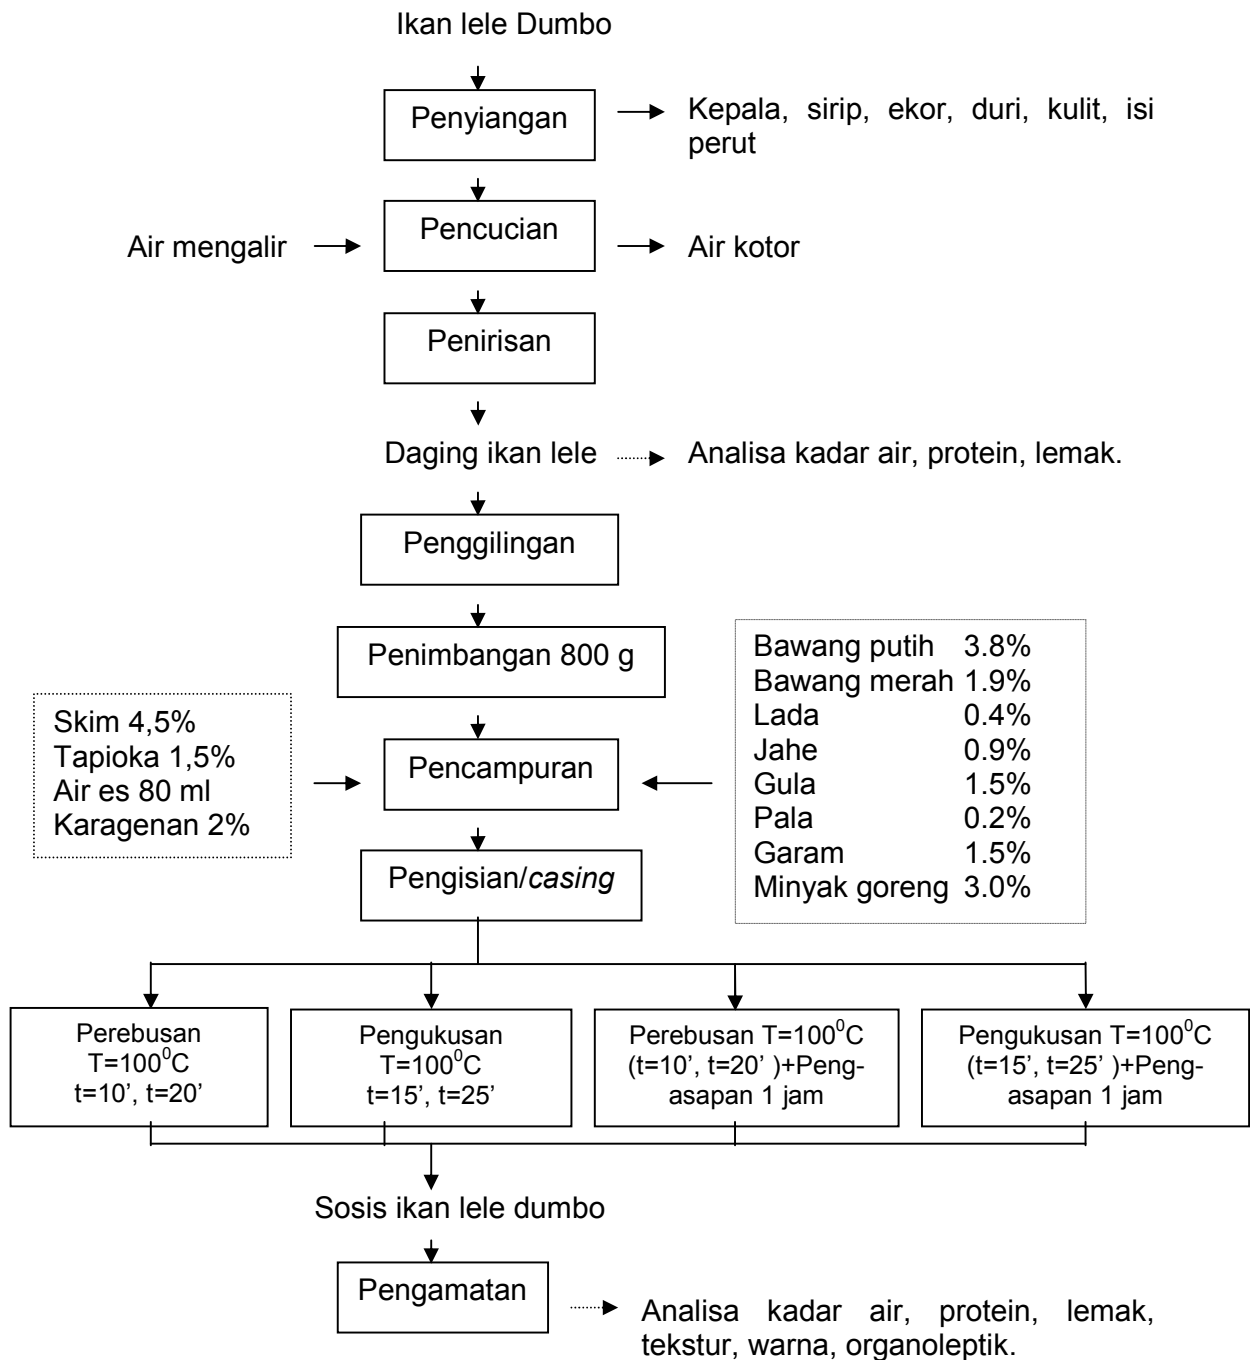 Ikan lele Dumbo
Penyiangan
Kepala, sirip, ekor, duri, kulit, isi
perut
Air mengalir
Pencucian
Air kotor
Penirisan
Daging ikan lele
Analisa kadar air, protein, lemak.
Penggilingan
Penimbangan 800 g
Skim 4,5%
Tapioka 1,5%
Air es 80 ml
Karagenan 2%
Pencampuran
Bawang putih 3.8%
Bawang merah 1.9%
Lada 0.4%
Jahe 0.9%
Gula 1.5%
Pala 0.2%
Garam 1.5%
Minyak goreng 3.0%
Pengisian/casing
Perebusan
T=100⁰C
t=10’, t=20’
Pengukusan
T=100⁰C
t=15’, t=25’
Perebusan T=100⁰C
(t=10’, t=20’ )+Peng-
asapan 1 jam
Pengukusan T=100⁰C
(t=15’, t=25’ )+Peng-
asapan 1 jam
Sosis ikan lele dumbo
Pengamatan
Analisa kadar air, protein, lemak,
tekstur, warna, organoleptik.